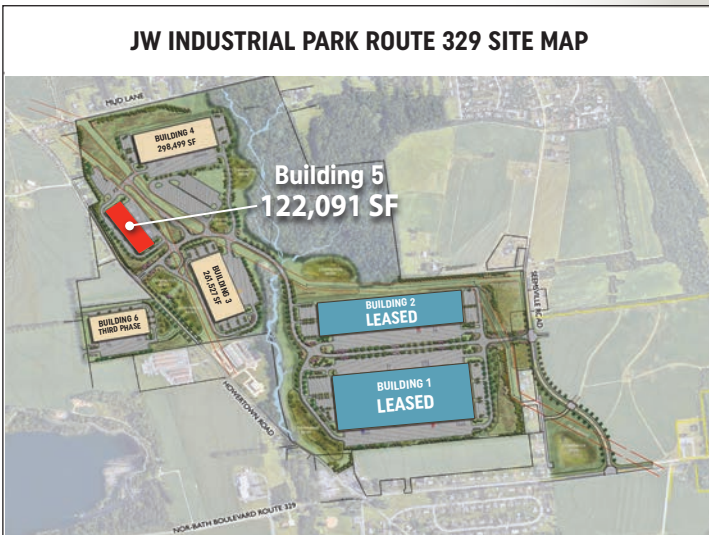 JW INDUSTRIAL PARK ROUTE 329 SITE MAP
MUD LANE
BUILDING 4
298,499 SF
Building 5
122,091 SF
BUILDING 3
261,527 SF
BUILDING 6
THIRD PHASE
BUILDING 2
LEASED
SEEMSVILLE ROAD
BUILDING 1
LEASED
HOWERTOWN ROAD
NOR-BATH BOULEVARD ROUTE 329